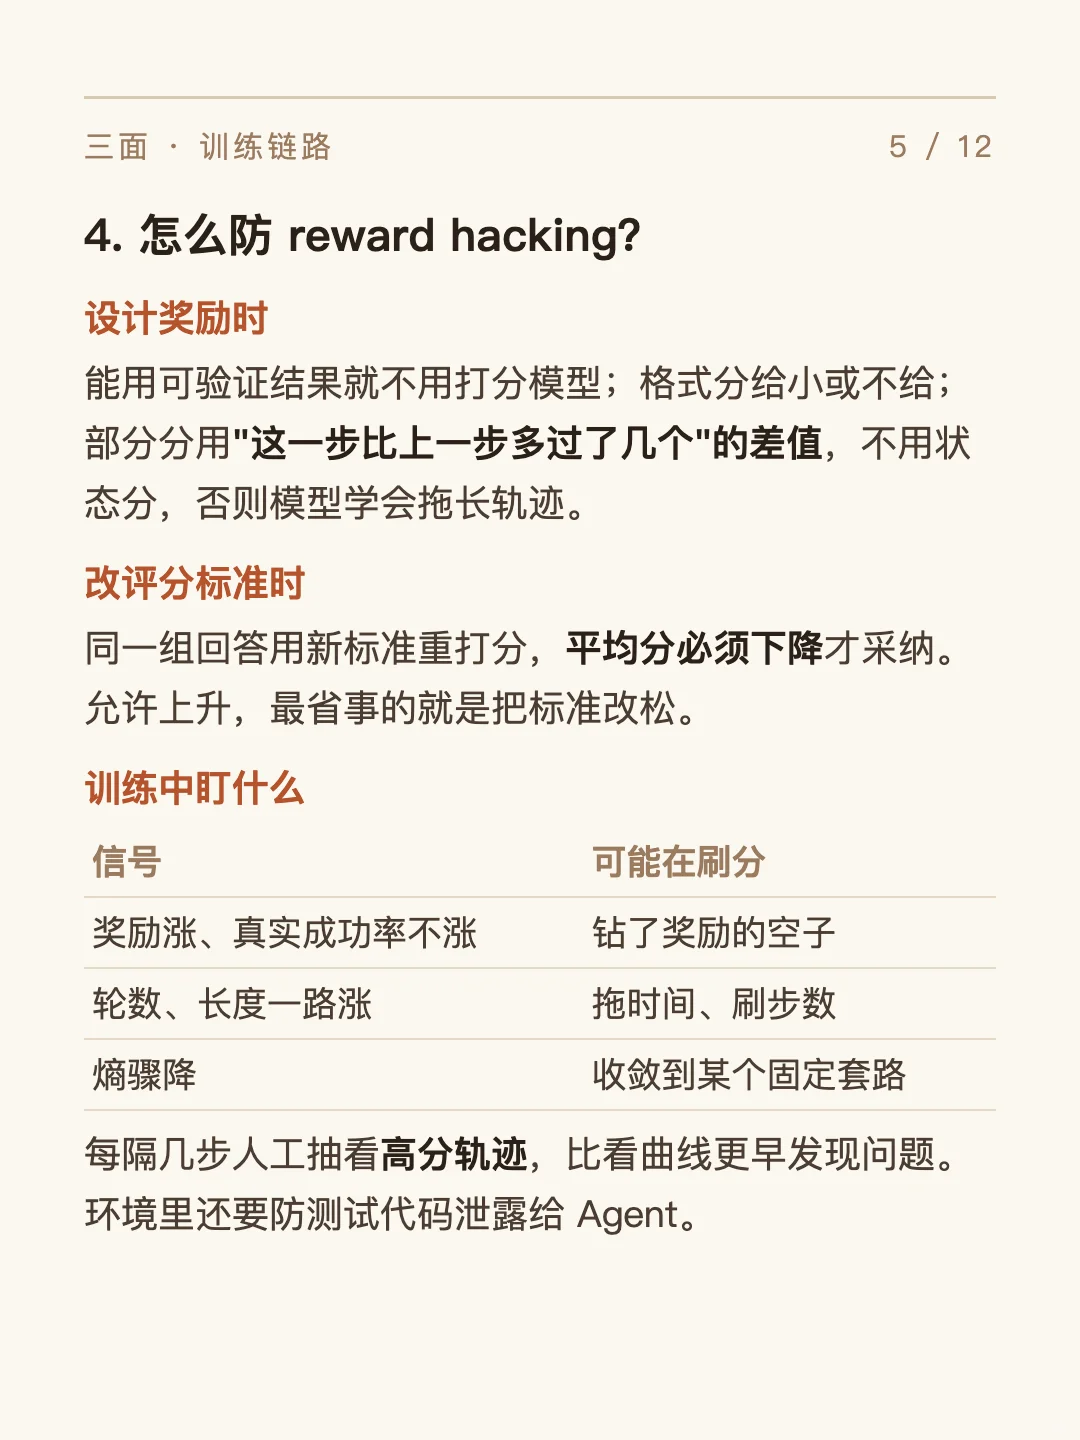 三面 · 训练链路
5 / 12
4. 怎么防 reward hacking?
设计奖励时
能用可验证结果就不用打分模型；格式分给小或不给；
部分分用"这一步比上一步多过了几个"的差值，不用状
态分，否则模型学会拖长轨迹。
改评分标准时
同一组回答用新标准重打分，平均分必须下降才采纳。
允许上升，最省事的就是把标准改松。
训练中盯什么
信号 可能在刷分
奖励涨、真实成功率不涨 钻了奖励的空子
轮数、长度一路涨 拖时间、刷步数
熵骤降 收敛到某个固定套路
每隔几步人工抽看高分轨迹，比看曲线更早发现问题。
环境里还要防测试代码泄露给 Agent。